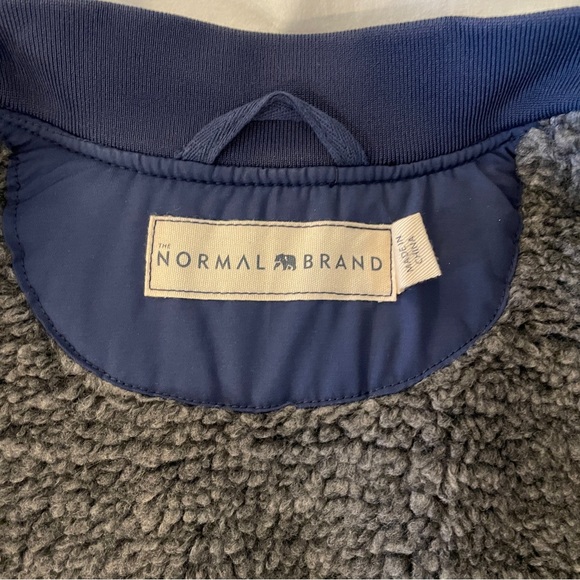 THE
NORMAL BRAND
MADE IN
CHINA